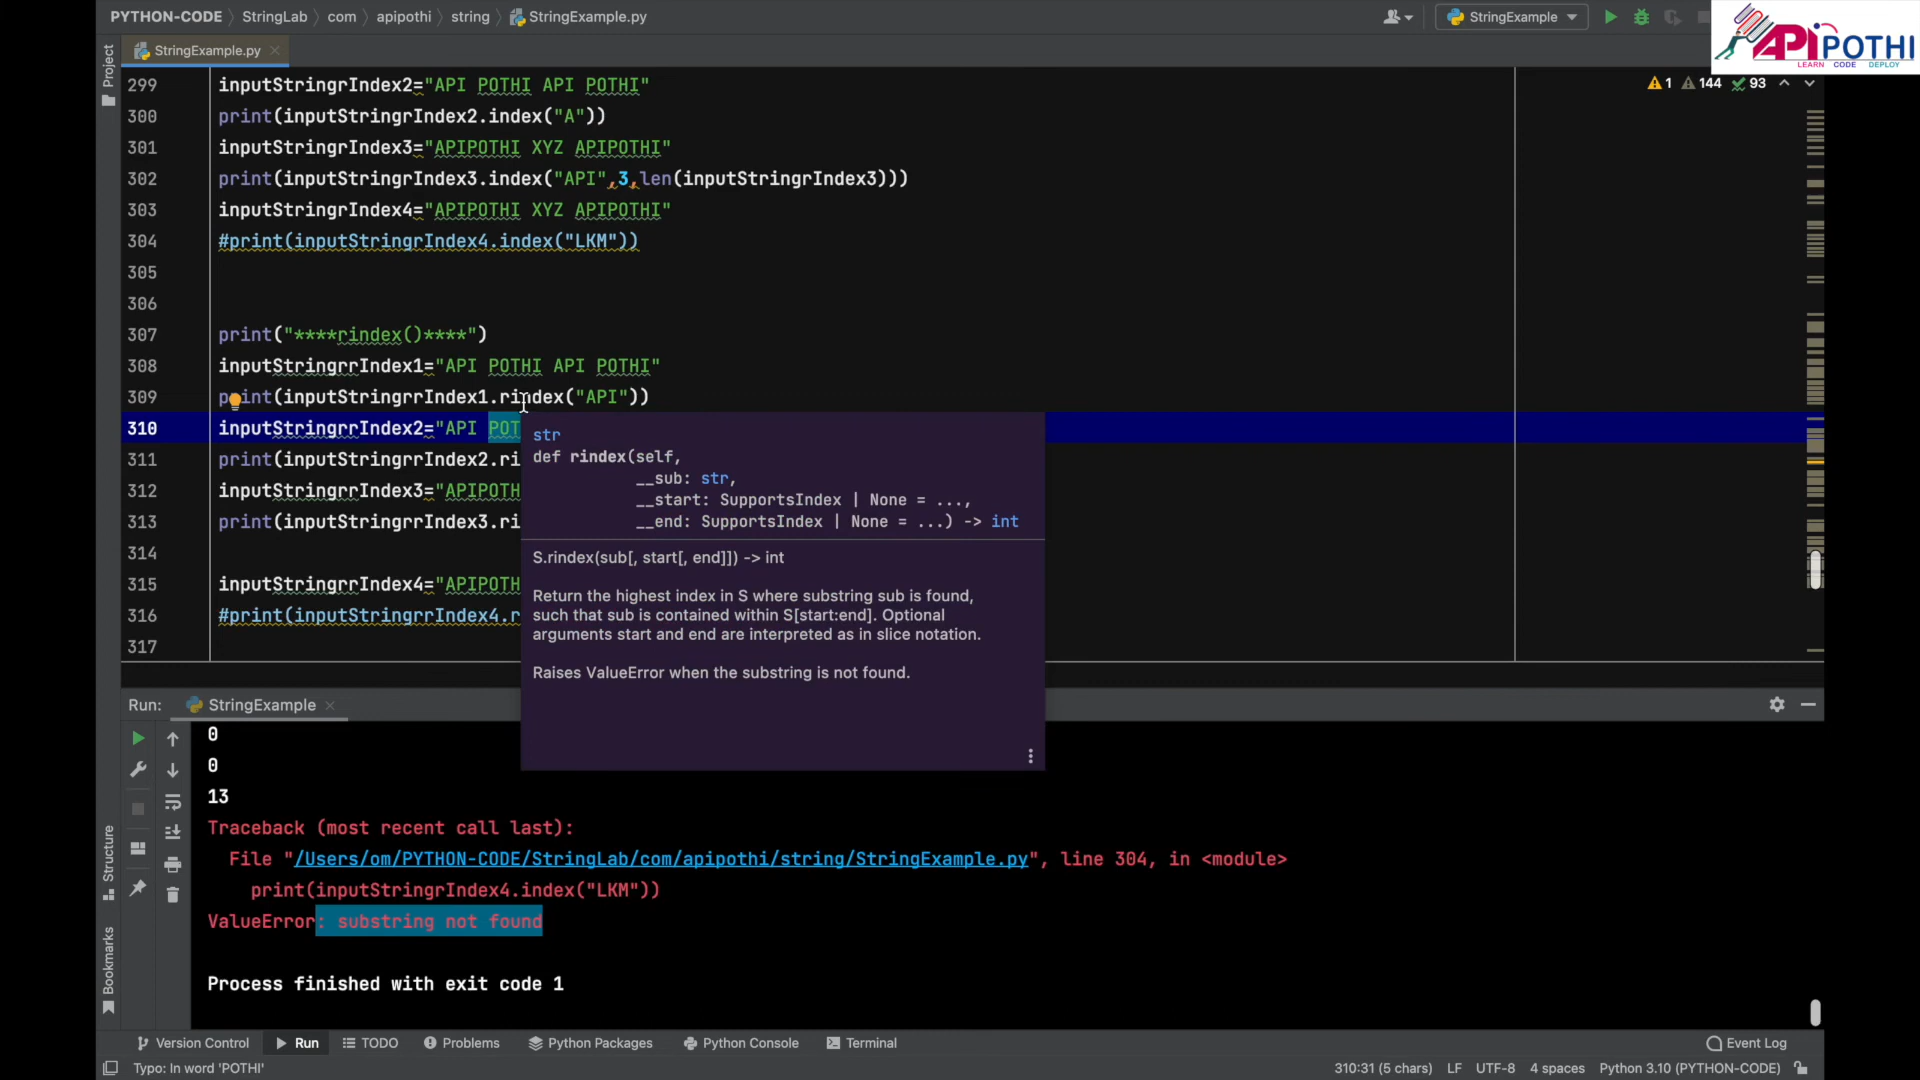 PYTHON-CODE StringLab com apipothi string StringExample.py
StringExample
APIPOTHI
LEARN CODE DEPLOY
Project
StringExample.py
1 144 93
299 inputStringrIndex2="API POTHI API POTHI"
300 print(inputStringrIndex2.index("A"))
301 inputStringrIndex3="APIPOTHI XYZ APIPOTHI"
302 print(inputStringrIndex3.index("API",3,len(inputStringrIndex3)))
303 inputStringrIndex4="APIPOTHI XYZ APIPOTHI"
304 #print(inputStringrIndex4.index("LKM"))
305
306
307 print("****rindex()****")
308 inputStringrrIndex1="API POTHI API POTHI"
309 print(inputStringrrIndex1.rindex("API"))
310 inputStringrrIndex2="API POT
311 print(inputStringrrIndex2.ri
312 inputStringrrIndex3="APIPOTH
313 print(inputStringrrIndex3.ri
314
315 inputStringrrIndex4="APIPOTH
316 #print(inputStringrrIndex4.r
317
str
def rindex(self,
__sub: str,
__start: SupportsIndex | None = ...,
__end: SupportsIndex | None = ...) -> int
S.rindex(sub[, start[, end]]) -> int
Return the highest index in S where substring sub is found,
such that sub is contained within S[start:end]. Optional
arguments start and end are interpreted as in slice notation.
Raises ValueError when the substring is not found.
Run: StringExample
0
0
13
Traceback (most recent call last):
File "/Users/om/PYTHON-CODE/StringLab/com/apipothi/string/StringExample.py", line 304, in <module>
print(inputStringrIndex4.index("LKM"))
ValueError: substring not found
Process finished with exit code 1
Structure
Bookmarks
Version Control Run TODO Problems Python Packages Python Console Terminal Event Log
Typo: In word 'POTHI' 310:31 (5 chars) LF UTF-8 4 spaces Python 3.10 (PYTHON-CODE)